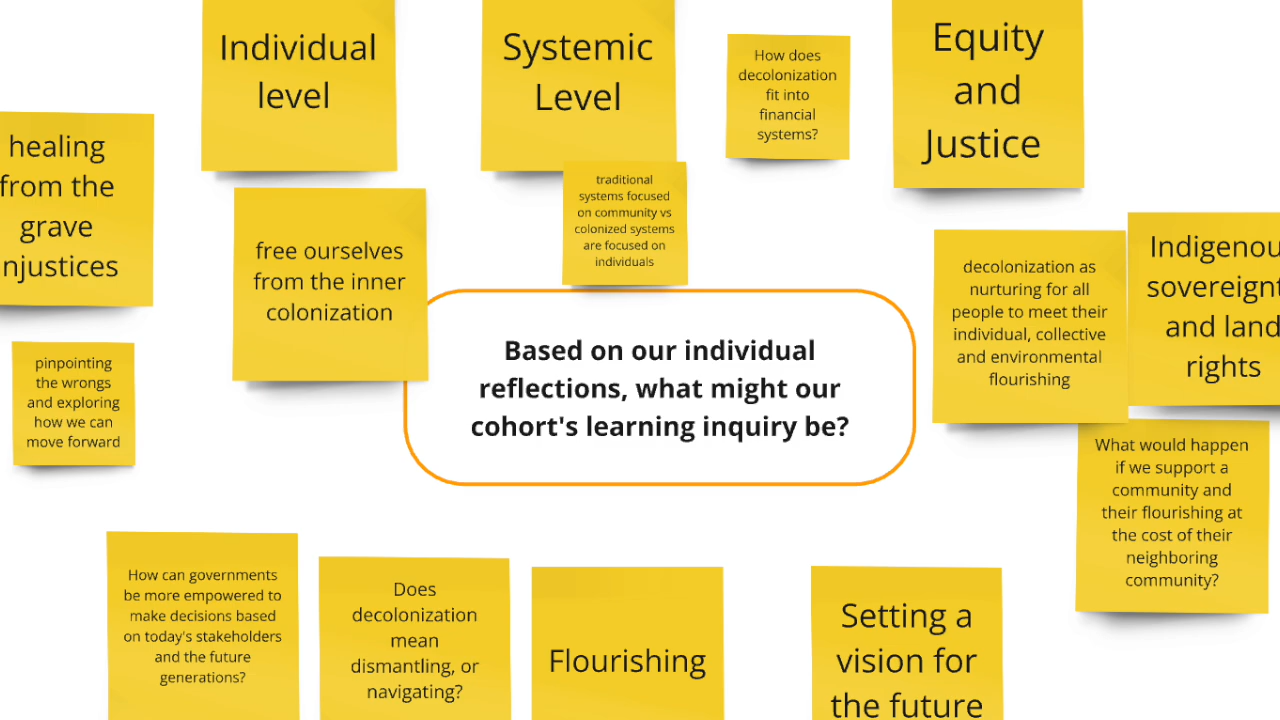 Individual
level
Systemic
Level
How does
decolonization
fit into
financial
systems?
Equity
and
Justice
healing
from the
grave
njustices
free ourselves
from the inner
colonization
traditional
systems focused
on community vs
colonized systems
are focused on
individuals
decolonization as
nurturing for all
people to meet their
individual, collective
and environmental
flourishing
Indigenou
sovereignt
and land
rights
pinpointing
the wrongs
and exploring
how we can
move forward
Based on our individual
reflections, what might our
cohort's learning inquiry be?
What would happen
if we support a
community and
their flourishing at
the cost of their
neighboring
community?
How can governments
be more empowered to
make decisions based
on today's stakeholders
and the future
generations?
Does
decolonization
mean
dismantling, or
navigating?
Flourishing
Setting a
vision for
the future